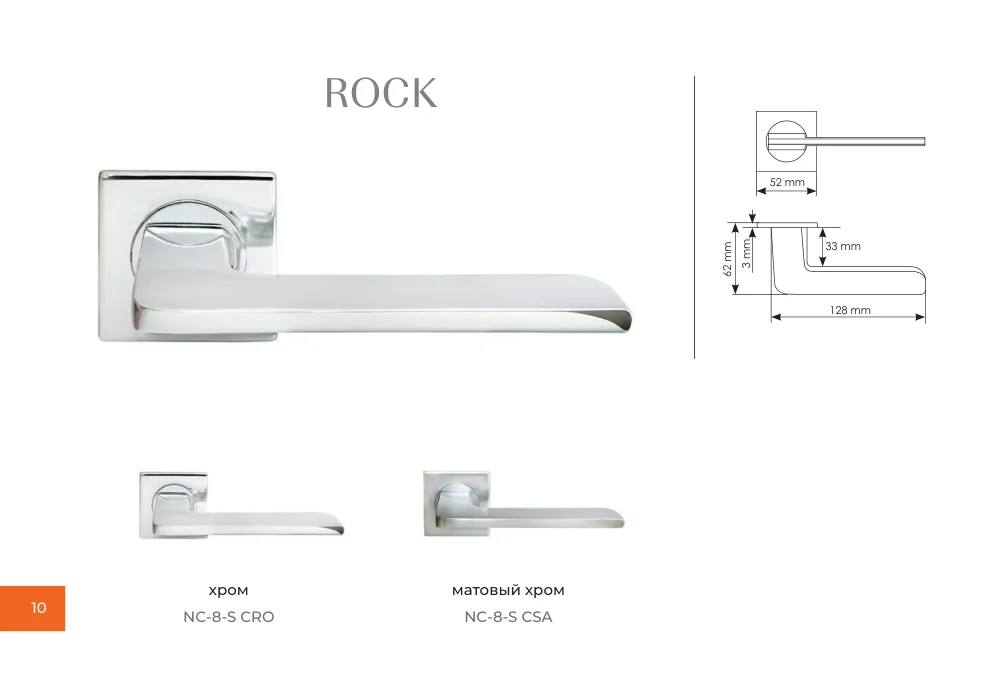 ROCK
52 mm
62 mm
3 mm
33 mm
128 mm
хром
NC-8-S CRO
матовый хром
NC-8-S CSA
10